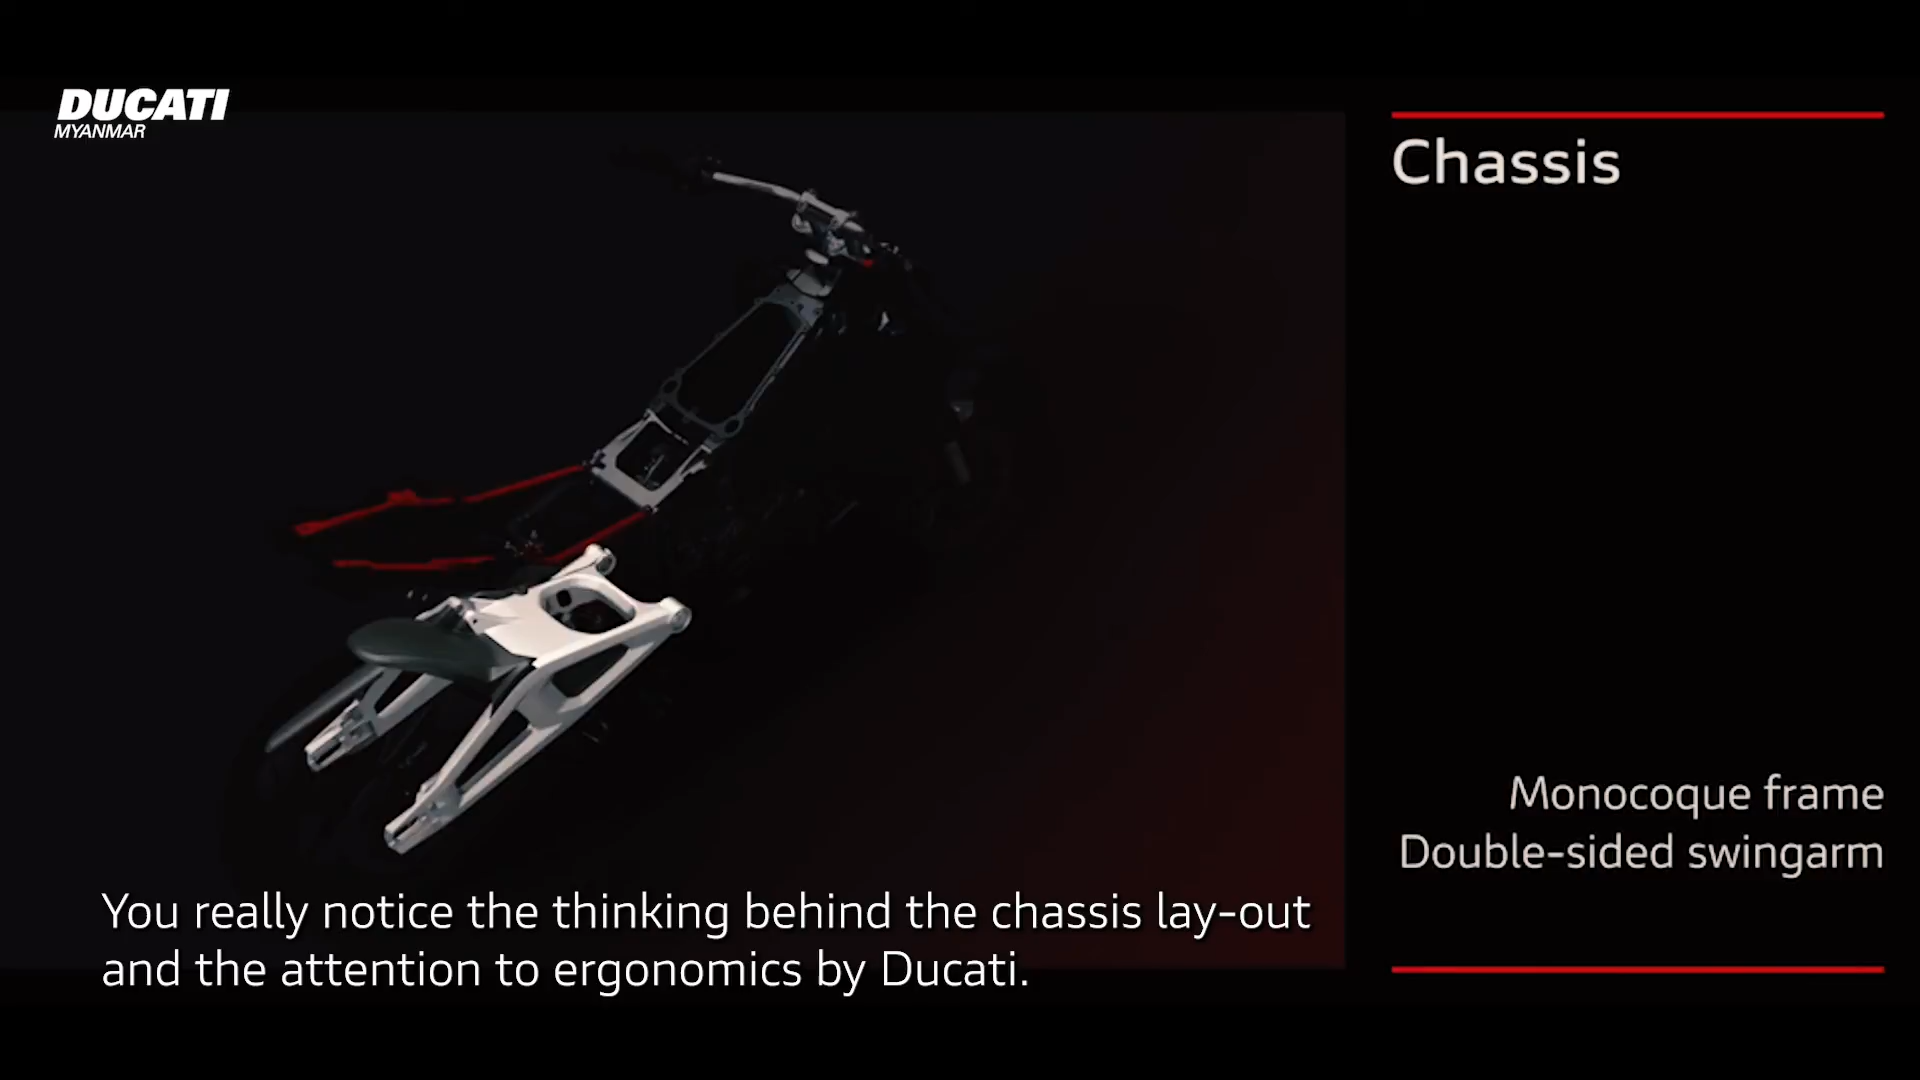 DUCATI
MYANMAR
Chassis
Monocoque frame
Double-sided swingarm
You really notice the thinking behind the chassis lay-out
and the attention to ergonomics by Ducati.